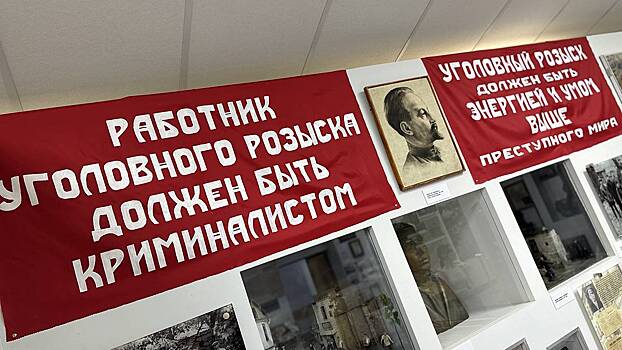 РАБОТНИК
УГОЛОВНОГО РОЗЫСКА
ДОЛЖЕН БЫТЬ
КРИМИНАЛИСТОМ
УГОЛОВНЫЙ РОЗЫСК
ДОЛЖЕН БЫТЬ
ЭНЕРГИЕЙ И УМОМ
ВЫШЕ
ПРЕСТУПНОГО МИРА